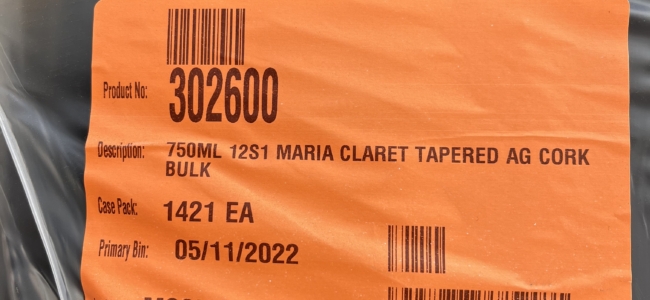 Product No: 302600
Description: 750ML 12S1 MARIA CLARET TAPERED AG CORK
BULK
Case Pack: 1421 EA
Primary Bin: 05/11/2022